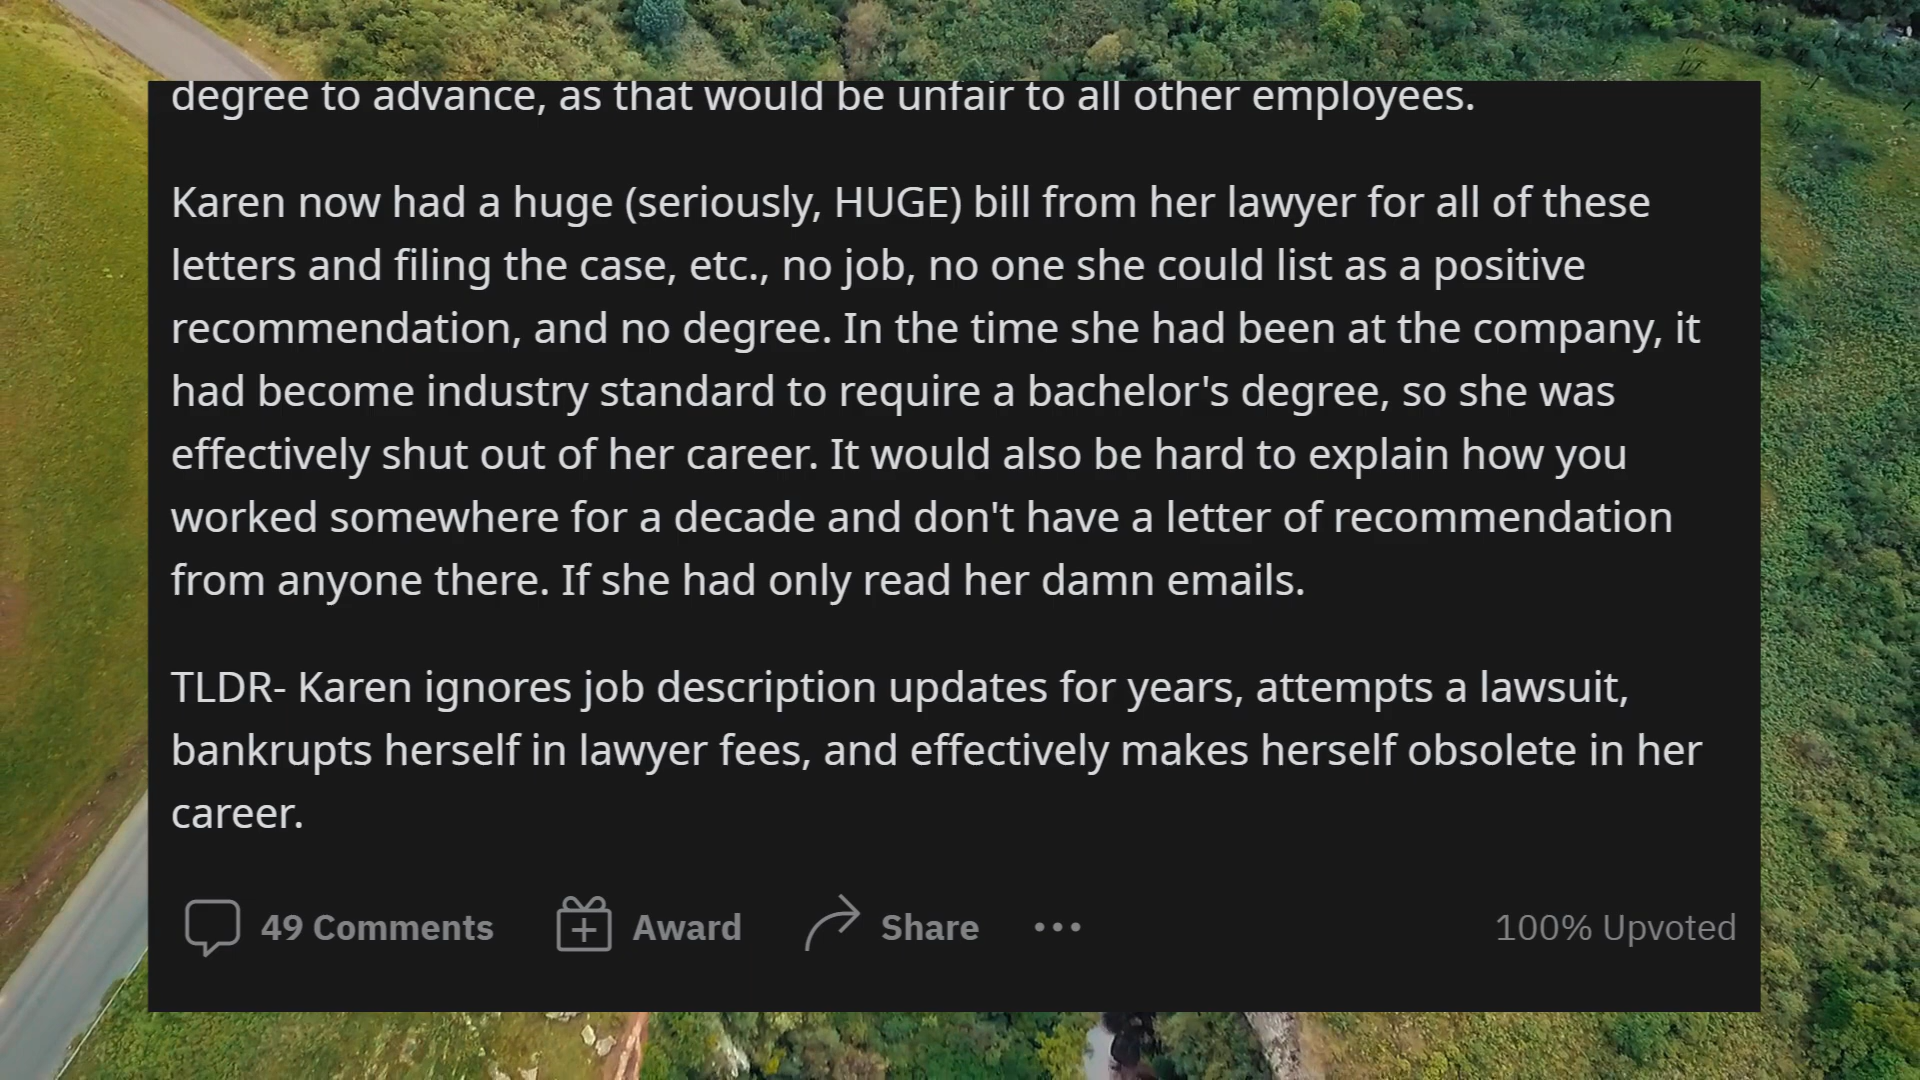 degree to advance, as that would be unfair to all other employees.
Karen now had a huge (seriously, HUGE) bill from her lawyer for all of these
letters and filing the case, etc., no job, no one she could list as a positive
recommendation, and no degree. In the time she had been at the company, it
had become industry standard to require a bachelor's degree, so she was
effectively shut out of her career. It would also be hard to explain how you
worked somewhere for a decade and don't have a letter of recommendation
from anyone there. If she had only read her damn emails.
TLDR- Karen ignores job description updates for years, attempts a lawsuit,
bankrupts herself in lawyer fees, and effectively makes herself obsolete in her
career.
49 Comments Award Share 100% Upvoted